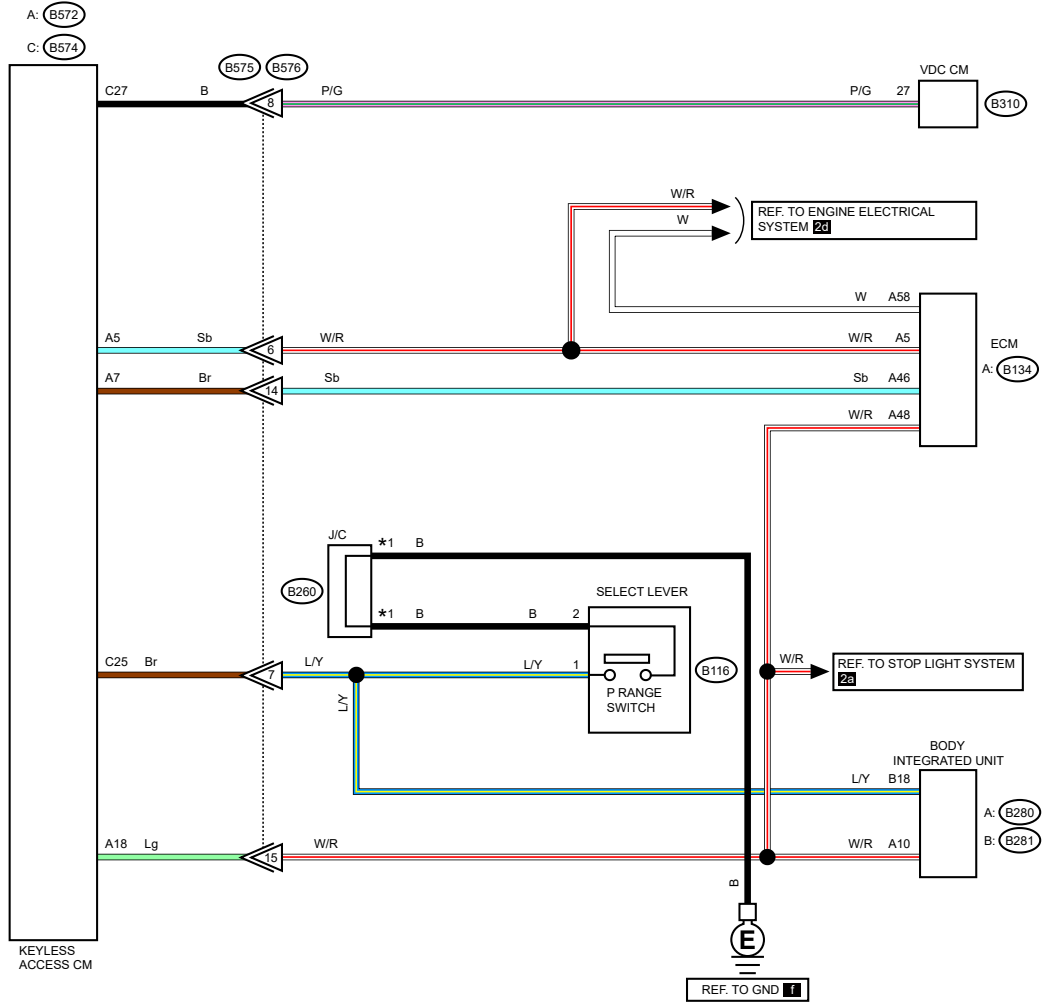 A: B572
C: B574
B575 B576
VDC CM
C27 B 8 P/G P/G 27
B310
W/R
W
REF. TO ENGINE ELECTRICAL
SYSTEM 2d
W A58
A5 Sb 6 W/R W/R A5
ECM
A: B134
A7 Br 14 Sb Sb A46
W/R A48
J/C
*1 B
B260
SELECT LEVER
*1 B B 2
C25 Br 7 L/Y L/Y 1
B116
P RANGE
SWITCH
L/Y
W/R
REF. TO STOP LIGHT SYSTEM
2a
BODY
INTEGRATED UNIT
L/Y B18
A: B280
B: B281
A18 Lg 15 W/R W/R A10
B
E
KEYLESS
ACCESS CM
REF. TO GND f